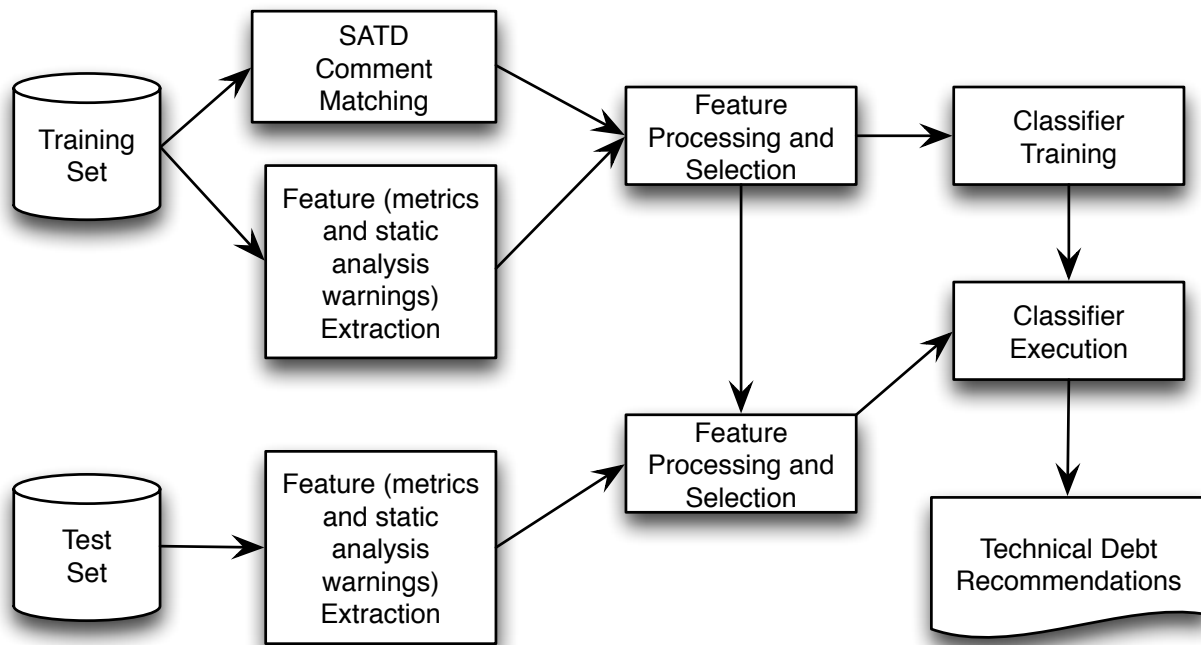 SATD
Comment
Matching
Training
Set
Feature (metrics
and static
analysis
warnings)
Extraction
Feature
Processing and
Selection
Classifier
Training
Classifier
Execution
Feature
Processing and
Selection
Test
Set
Feature (metrics
and static
analysis
warnings)
Extraction
Technical Debt
Recommendations